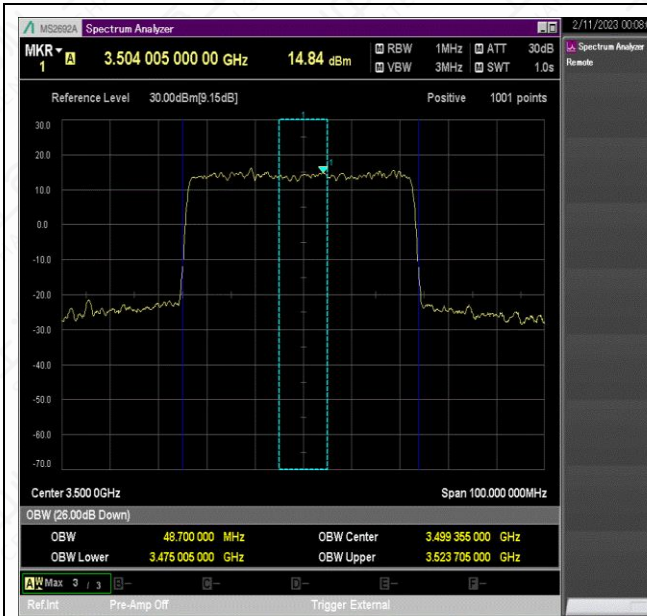 MS2692A Spectrum Analyzer
2/11/2023 00:08:
MKR 1 A 3.504 005 000 00 GHz 14.84 dBm
M RBW 1MHz M ATT 30dB
M VBW 3MHz M SWT 1.0s
Spectrum Analyzer
Remote
Reference Level 30.00dBm[9.15dB] Positive 1001 points
30.0
20.0
10.0
0.0
-10.0
-20.0
-30.0
-40.0
-50.0
-60.0
-70.0
1
1
Center 3.500 0GHz Span 100.000 000MHz
OBW (26.00dB Down)
OBW 48.700 000 MHz OBW Center 3.499 355 000 GHz
OBW Lower 3.475 005 000 GHz OBW Upper 3.523 705 000 GHz
A W Max 3 / 3 B- C- D- E- F-
Ref.Int Pre-Amp Off Trigger External